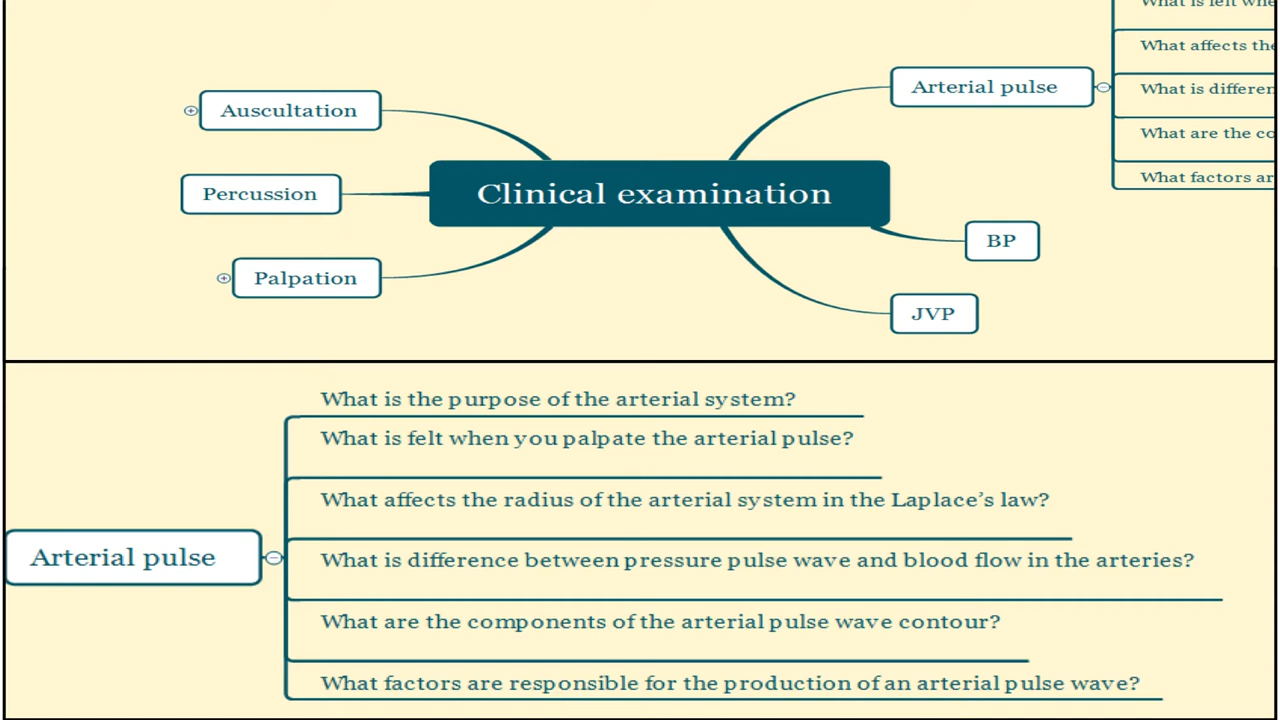 What is left whe
What affects the
Arterial pulse
What is differen
Auscultation
What are the co
What factors ar
Percussion
Clinical examination
BP
Palpation
JVP
What is the purpose of the arterial system?
What is felt when you palpate the arterial pulse?
What affects the radius of the arterial system in the Laplace’s law?
Arterial pulse
What is difference between pressure pulse wave and blood flow in the arteries?
What are the components of the arterial pulse wave contour?
What factors are responsible for the production of an arterial pulse wave?